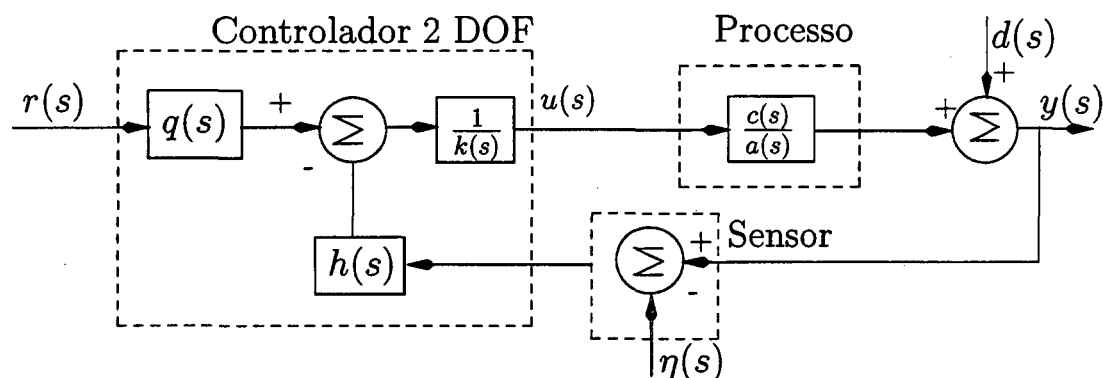 Controlador 2 DOF
Processo
d(s)
r(s)
q(s)
+
-
Σ
1
k(s)
u(s)
c(s)
a(s)
+
+
Σ
y(s)
h(s)
Σ
+
-
Sensor
η(s)